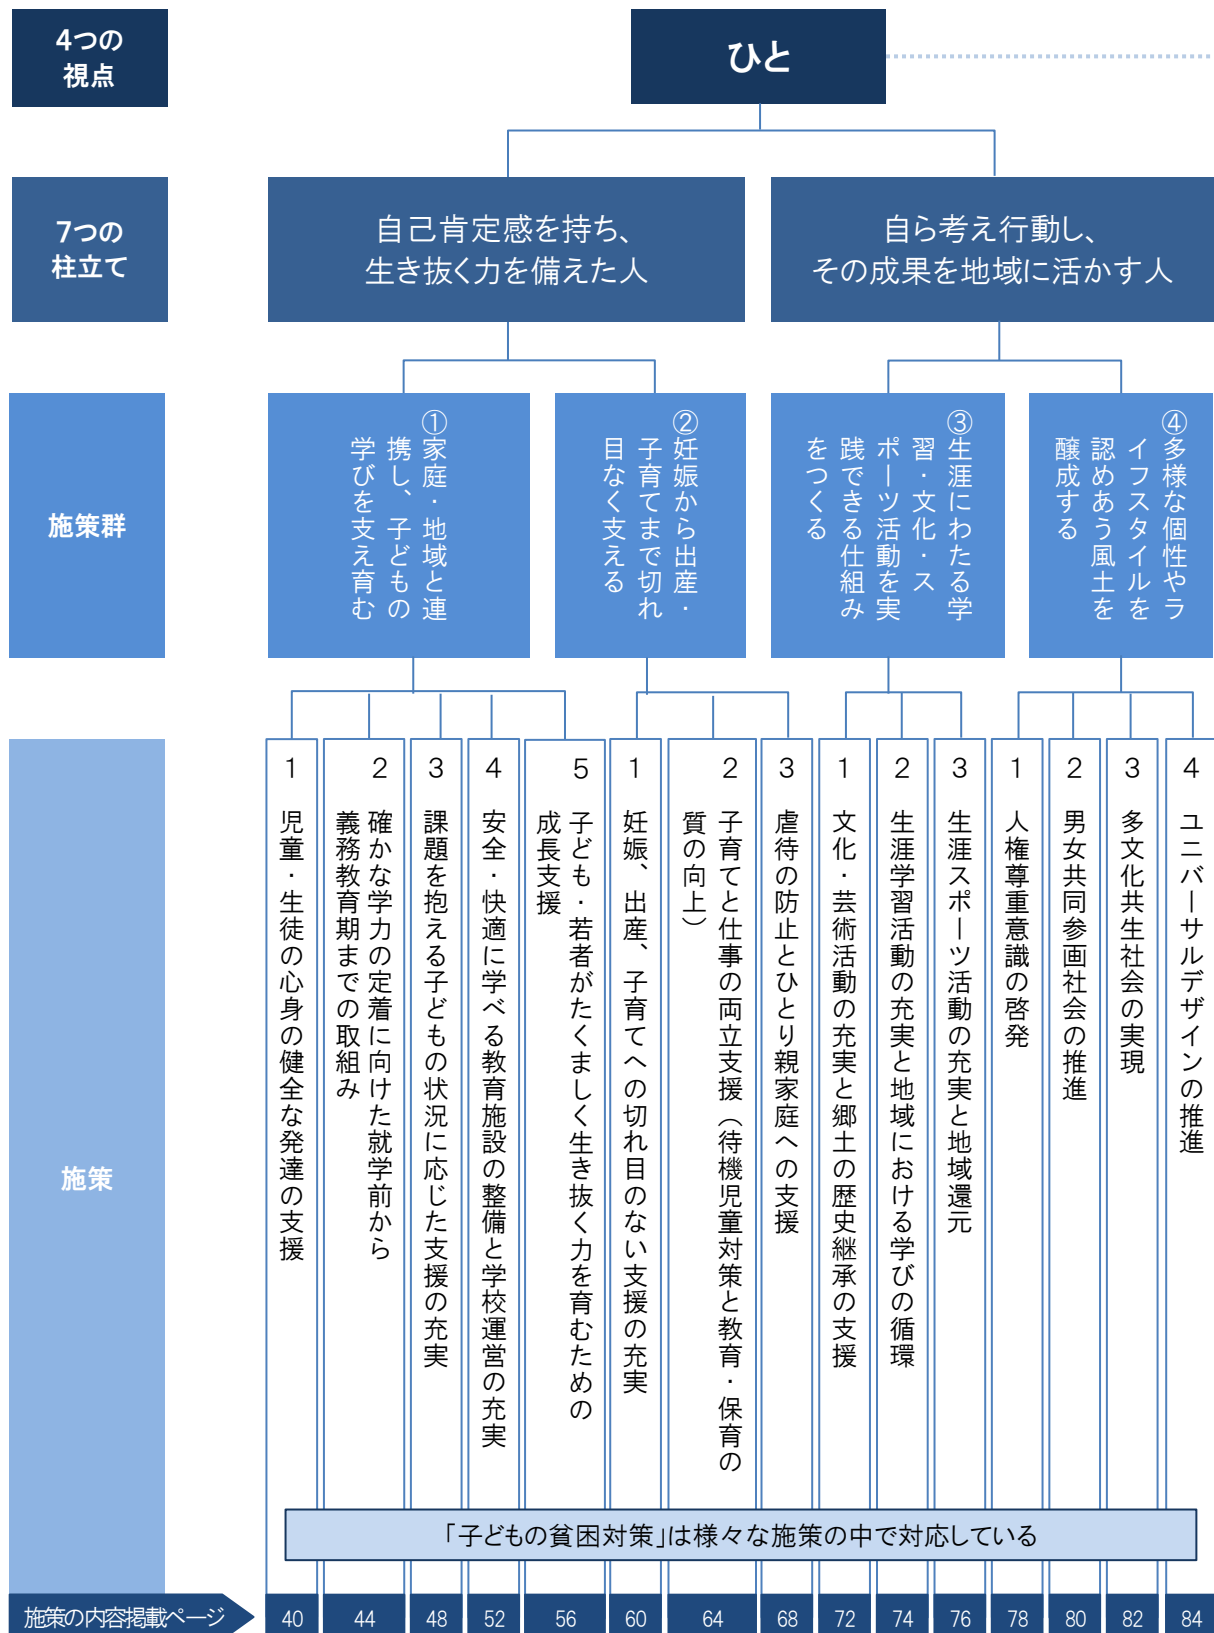 4つの
視点
ひと
7つの
柱立て
自己肯定感を持ち、
生き抜く力を備えた人
自ら考え行動し、
その成果を地域に活かす人
施策群
①家庭・地域と連
携し、子どもの
学びを支え育む
②妊娠から出産・
子育てまで切れ
目なく支える
③生涯にわたる学
習・文化・ス
ポーツ活動を実
践できる仕組み
をつくる
④多様な個性やラ
イフスタイルを
認めあう風土を
醸成する
施策
1 児童・生徒の心身の健全な発達の支援
2 確かな学力の定着に向けた就学前から
義務教育期までの取組み
3 課題を抱える子どもの状況に応じた支援の充実
4 安全・快適に学べる教育施設の整備と学校運営の充実
5 子ども・若者がたくましく生き抜く力を育むための
成長支援
1 妊娠、出産、子育てへの切れ目のない支援の充実
2 子育てと仕事の両立支援（待機児童対策と教育・保育の
質の向上）
3 虐待の防止とひとり親家庭への支援
1 文化・芸術活動の充実と郷土の歴史継承の支援
2 生涯学習活動の充実と地域における学びの循環
3 生涯スポーツ活動の充実と地域還元
1 人権尊重意識の啓発
2 男女共同参画社会の推進
3 多文化共生社会の実現
4 ユニバーサルデザインの推進
「子どもの貧困対策」は様々な施策の中で対応している
施策の内容掲載ページ
40 44 48 52 56 60 64 68 72 74 76 78 80 82 84